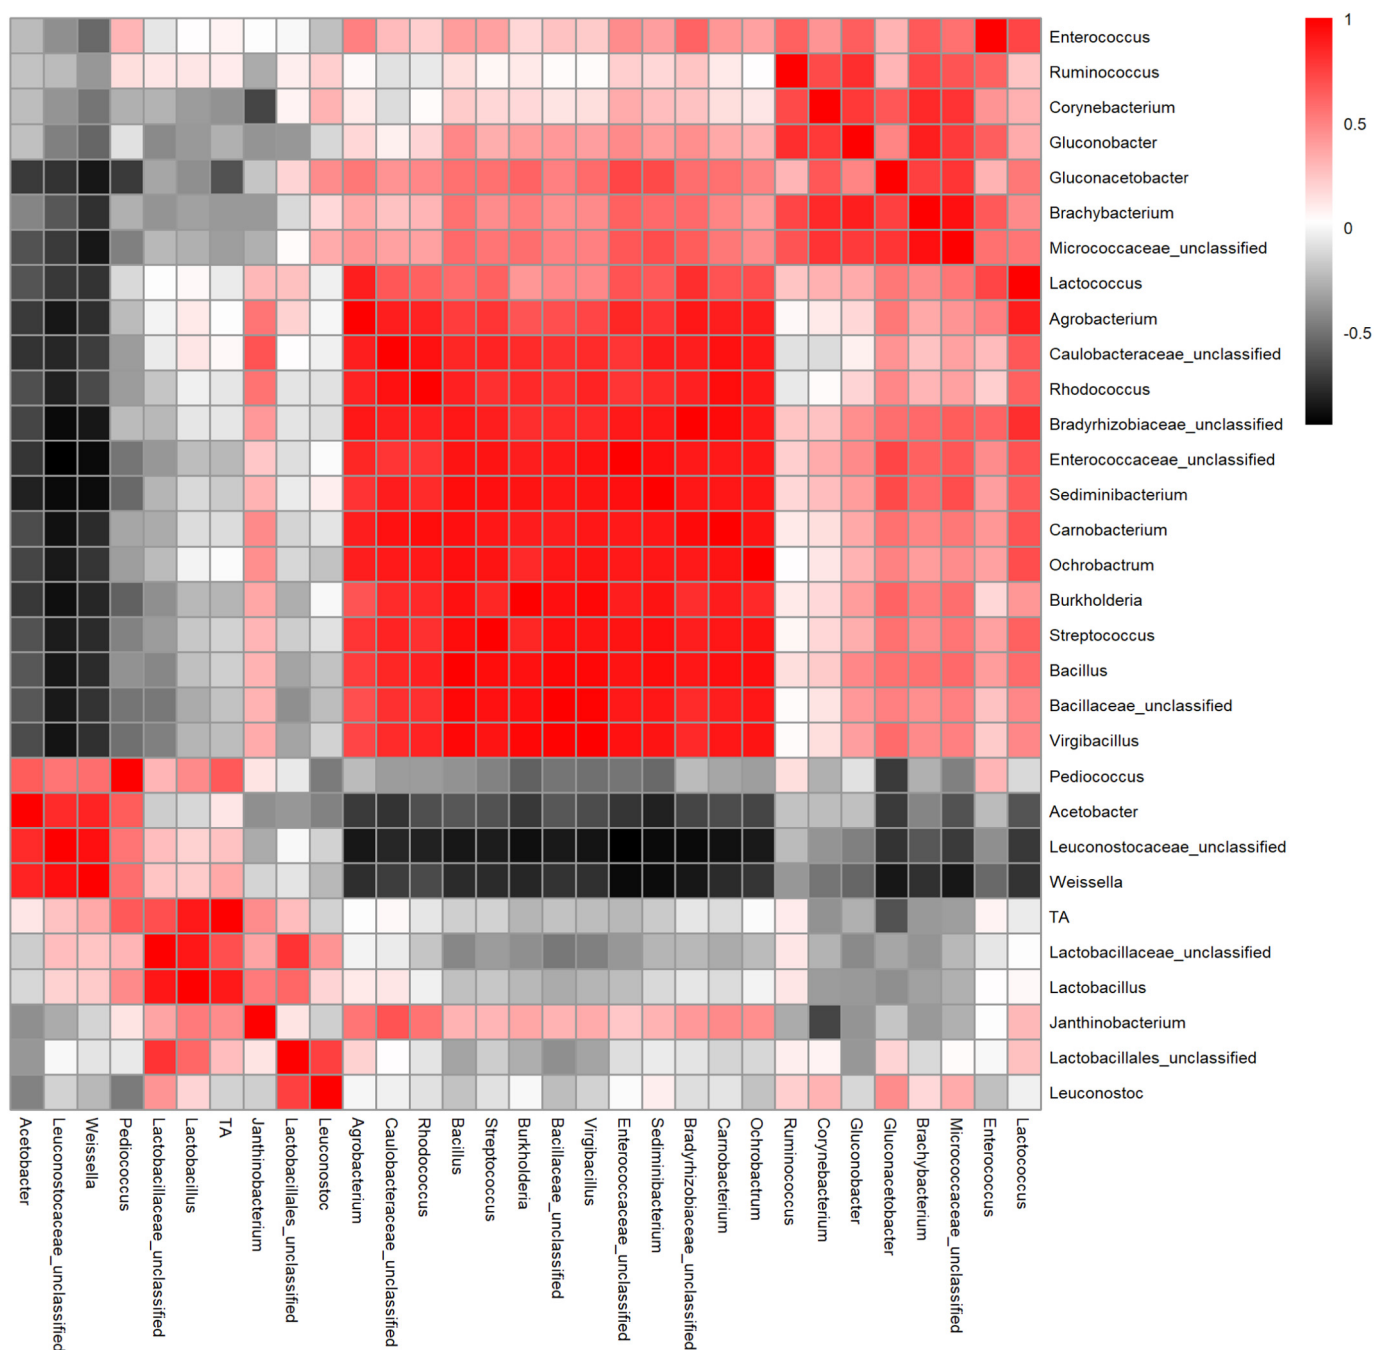 Enterococcus
Ruminococcus
Corynebacterium
Gluconobacter
Gluconacetobacter
Brachybacterium
Micrococcaceae_unclassified
Lactococcus
Agrobacterium
Caulobacteraceae_unclassified
Rhodococcus
Bradyrhizobiaceae_unclassified
Enterococcaceae_unclassified
Sediminibacterium
Carnobacterium
Ochrobactrum
Burkholderia
Streptococcus
Bacillus
Bacillaceae_unclassified
Virgibacillus
Pediococcus
Acetobacter
Leuconostocaceae_unclassified
Weissella
TA
Lactobacillaceae_unclassified
Lactobacillus
Janthinobacterium
Lactobacillales_unclassified
Leuconostoc
1
0.5
0
-0.5
Acetobacter
Leuconostocaceae_unclassified
Weissella
Pediococcus
Lactobacillaceae_unclassified
Lactobacillus
TA
Janthinobacterium
Lactobacillales_unclassified
Leuconostoc
Agrobacterium
Caulobacteraceae_unclassified
Rhodococcus
Bacillus
Streptococcus
Burkholderia
Bacillaceae_unclassified
Virgibacillus
Enterococcaceae_unclassified
Sediminibacterium
Bradyrhizobiaceae_unclassified
Carnobacterium
Ochrobactrum
Ruminococcus
Corynebacterium
Gluconobacter
Gluconacetobacter
Brachybacterium
Micrococcaceae_unclassified
Enterococcus
Lactococcus